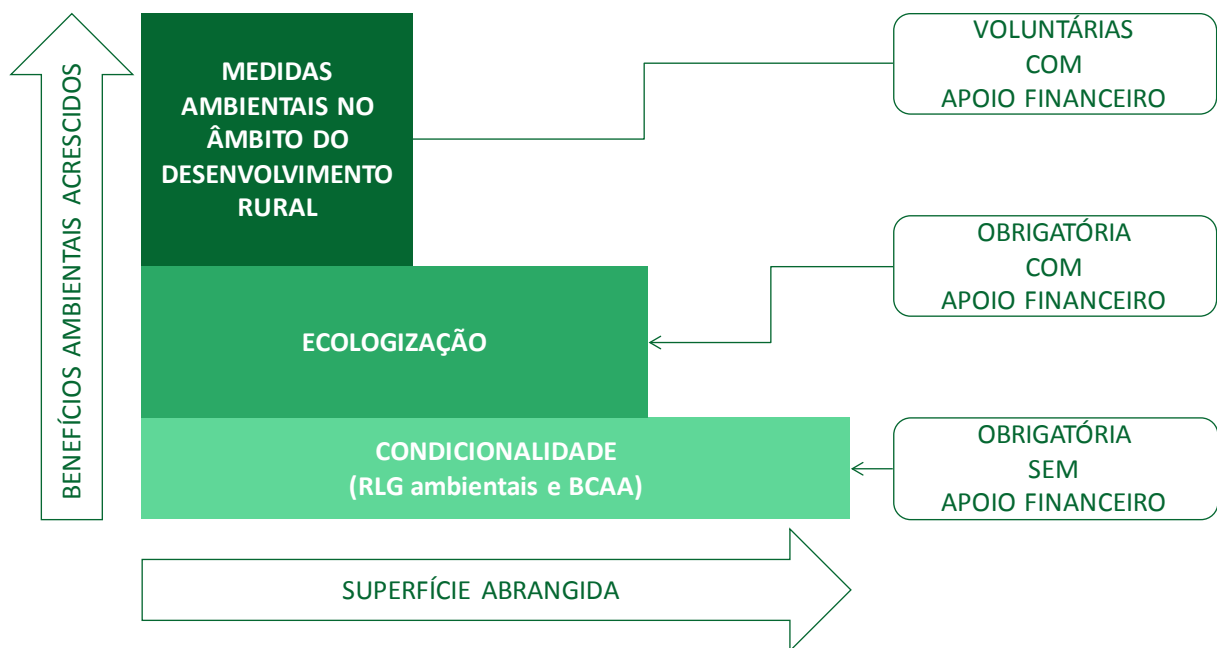 BENEFÍCIOS AMBIENTAIS ACRESCIDOS
MEDIDAS
AMBIENTAIS NO
ÂMBITO DO
DESENVOLVIMENTO
RURAL
VOLUNTÁRIAS
COM
APOIO FINANCEIRO
ECOLOGIZAÇÃO
OBRIGATÓRIA
COM
APOIO FINANCEIRO
CONDICIONALIDADE
(RLG ambientais e BCAA)
OBRIGATÓRIA
SEM
APOIO FINANCEIRO
SUPERFÍCIE ABRANGIDA